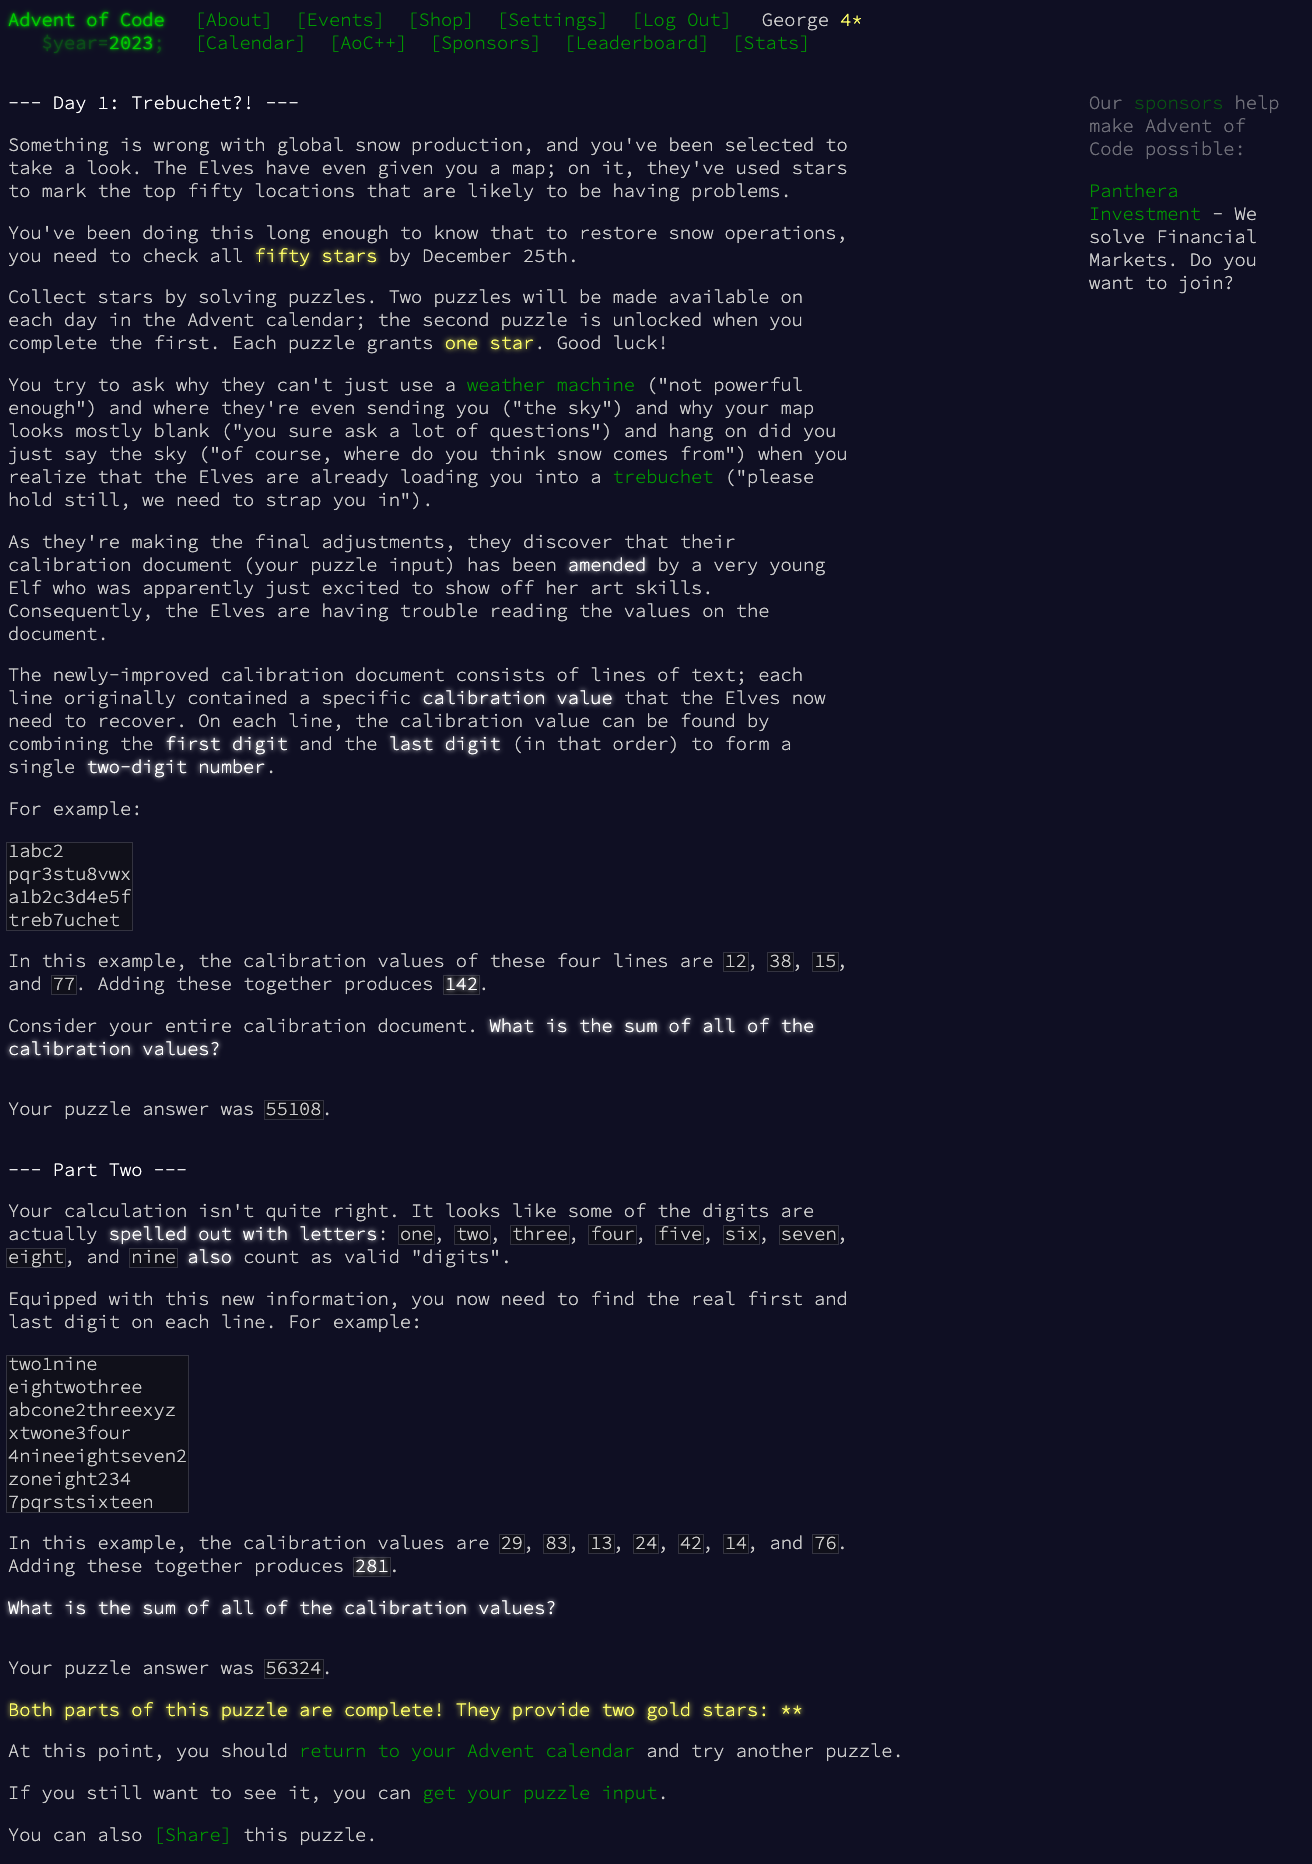 Advent of Code [About] [Events] [Shop] [Settings] [Log Out] George 4*
$year=2023; [Calendar] [AoC++] [Sponsors] [Leaderboard] [Stats]
--- Day 1: Trebuchet?! ---
Something is wrong with global snow production, and you've been selected to
take a look. The Elves have even given you a map; on it, they've used stars
to mark the top fifty locations that are likely to be having problems.
You've been doing this long enough to know that to restore snow operations,
you need to check all fifty stars by December 25th.
Collect stars by solving puzzles. Two puzzles will be made available on
each day in the Advent calendar; the second puzzle is unlocked when you
complete the first. Each puzzle grants one star. Good luck!
You try to ask why they can't just use a weather machine ("not powerful
enough") and where they're even sending you ("the sky") and why your map
looks mostly blank ("you sure ask a lot of questions") and hang on did you
just say the sky ("of course, where do you think snow comes from") when you
realize that the Elves are already loading you into a trebuchet ("please
hold still, we need to strap you in").
As they're making the final adjustments, they discover that their
calibration document (your puzzle input) has been amended by a very young
Elf who was apparently just excited to show off her art skills.
Consequently, the Elves are having trouble reading the values on the
document.
The newly-improved calibration document consists of lines of text; each
line originally contained a specific calibration value that the Elves now
need to recover. On each line, the calibration value can be found by
combining the first digit and the last digit (in that order) to form a
single two-digit number.
For example:
1abc2
pqr3stu8vwx
a1b2c3d4e5f
treb7uchet
In this example, the calibration values of these four lines are 12, 38, 15,
and 77. Adding these together produces 142.
Consider your entire calibration document. What is the sum of all of the
calibration values?
Your puzzle answer was 55108.
--- Part Two ---
Your calculation isn't quite right. It looks like some of the digits are
actually spelled out with letters: one, two, three, four, five, six, seven,
eight, and nine also count as valid "digits".
Equipped with this new information, you now need to find the real first and
last digit on each line. For example:
two1nine
eightwothree
abcone2threexyz
xtwone3four
4nineeightseven2
zoneight234
7pqrstsixteen
In this example, the calibration values are 29, 83, 13, 24, 42, 14, and 76.
Adding these together produces 281.
What is the sum of all of the calibration values?
Your puzzle answer was 56324.
Both parts of this puzzle are complete! They provide two gold stars: **
At this point, you should return to your Advent calendar and try another puzzle.
If you still want to see it, you can get your puzzle input.
You can also [Share] this puzzle.
Our sponsors help
make Advent of
Code possible:
Panthera
Investment - We
solve Financial
Markets. Do you
want to join?